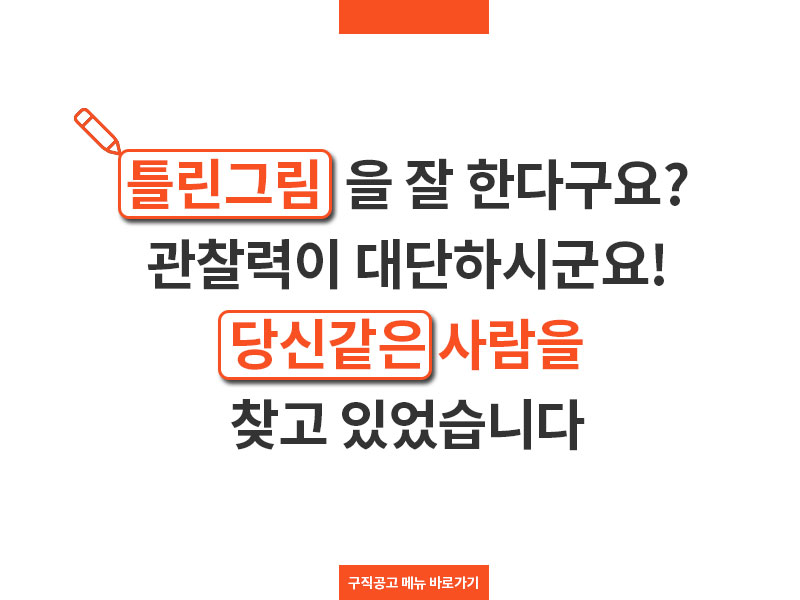 틀린그림 을 잘 한다구요?
관찰력이 대단하시군요!
당신같은 사람을
찾고 있었습니다
구직공고 메뉴 바로가기